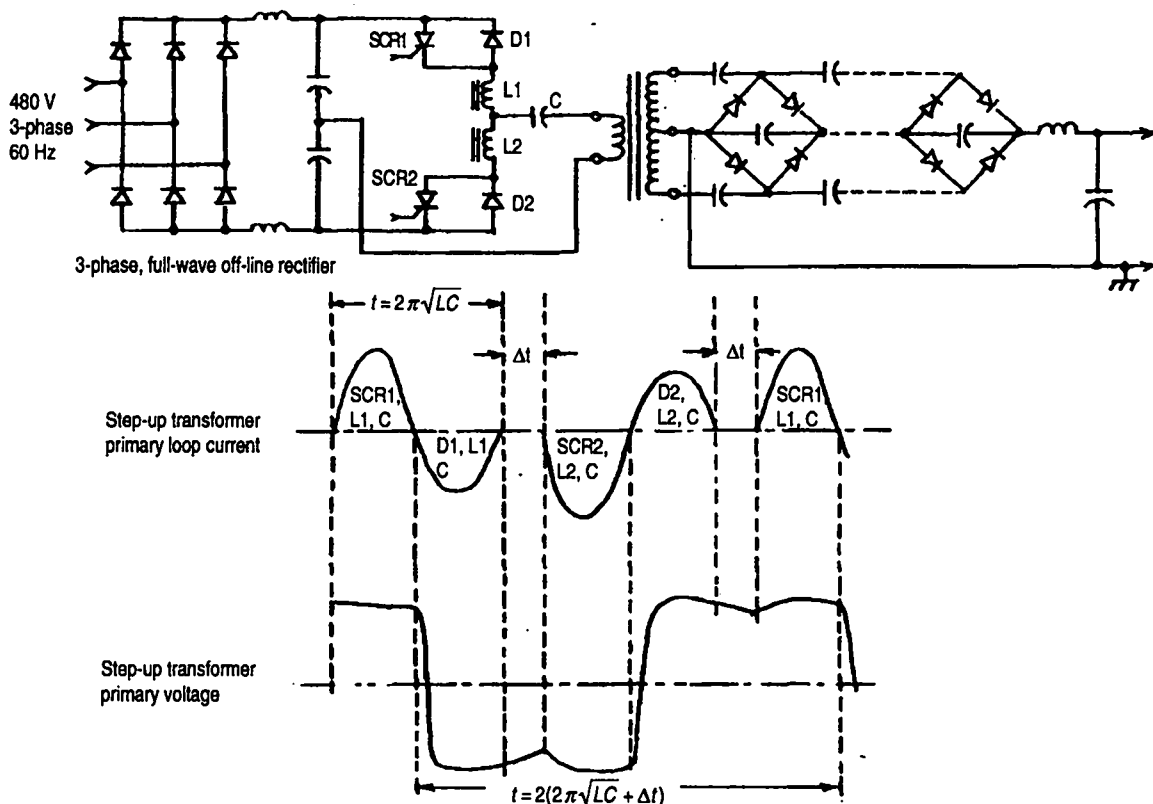 SCR1
D1
480 V
3-phase
60 Hz
L1
C
L2
SCR2
D2
3-phase, full-wave off-line rectifier
t=2π√LC
Δt
Δt
Step-up transformer
primary loop current
SCR1,
L1, C
D1, L1
C
SCR2,
L2, C
D2,
L2, C
SCR1,
L1, C
Step-up transformer
primary voltage
t=2(2π√LC + Δt)